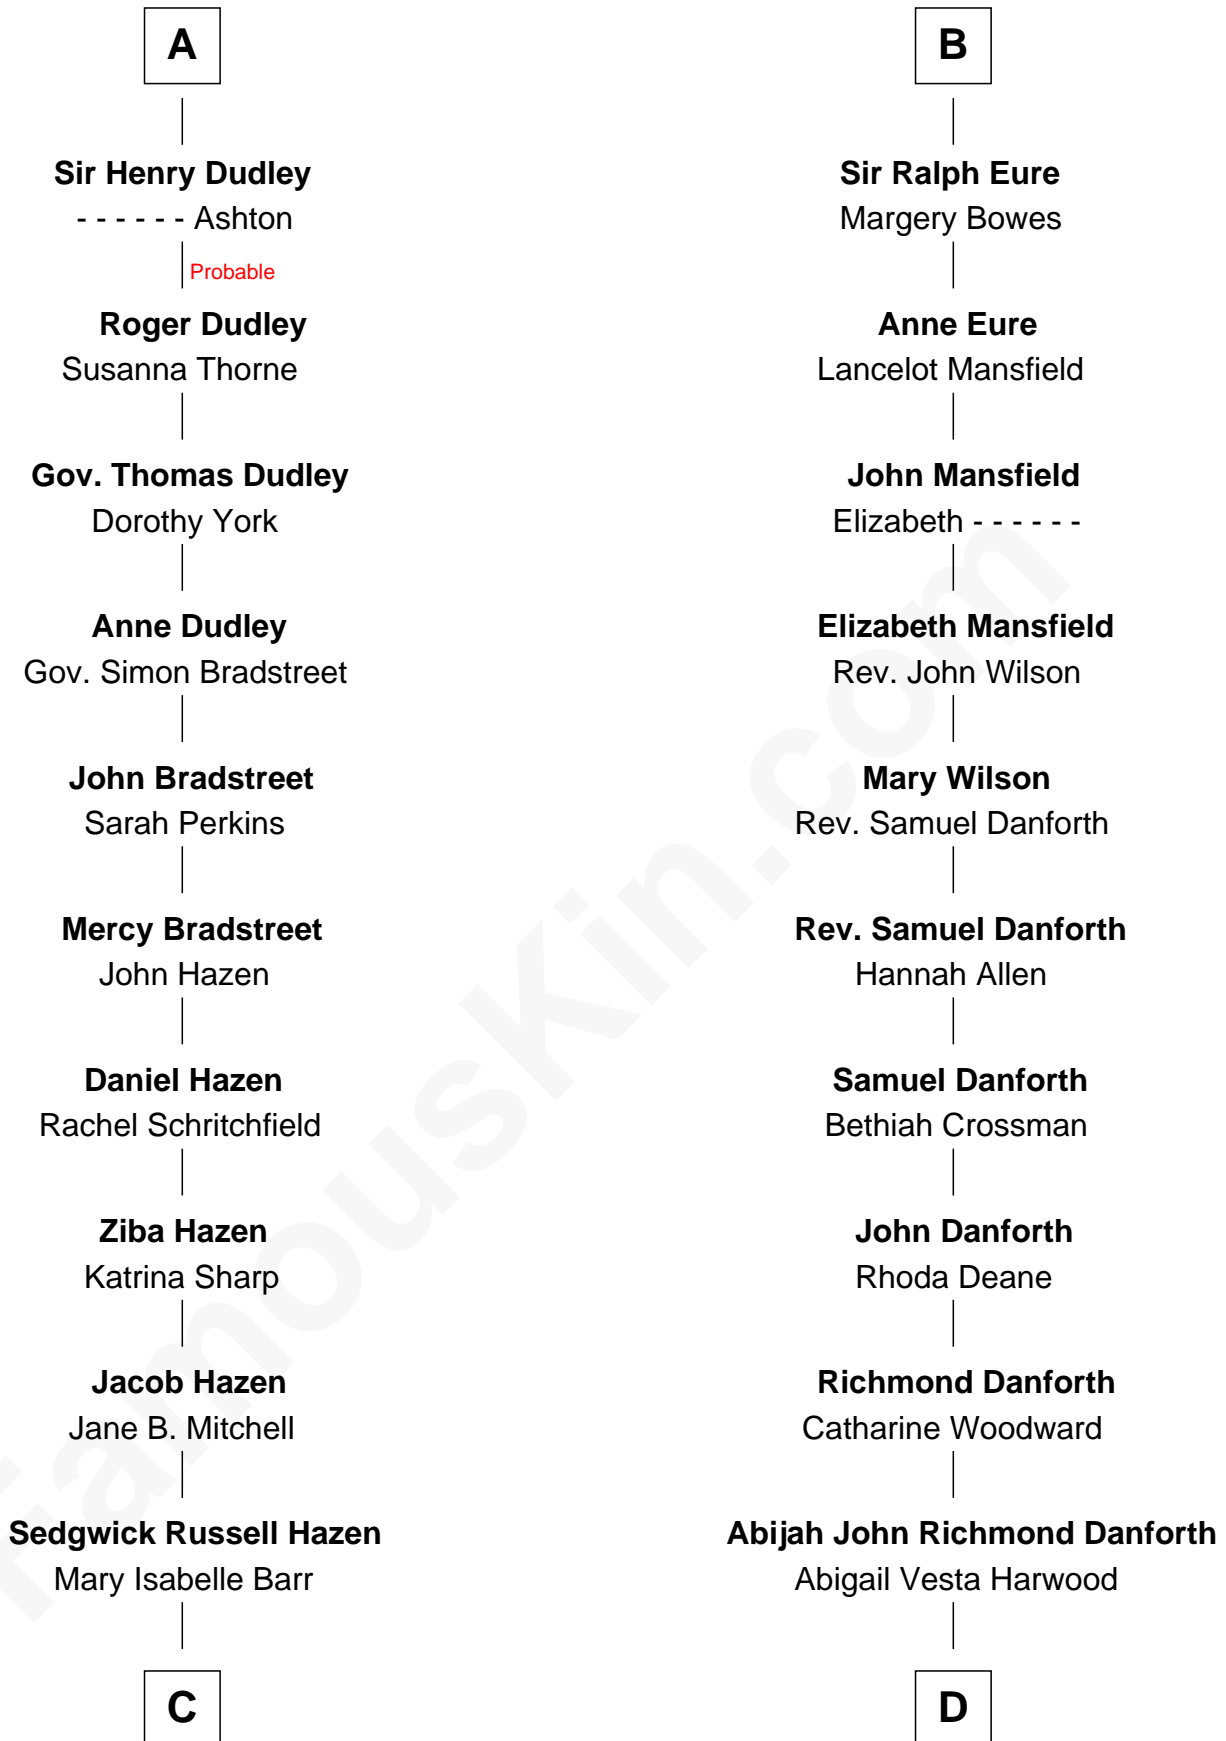 A
Sir Henry Dudley
- - - - - - Ashton
Probable
Roger Dudley
Susanna Thorne
Gov. Thomas Dudley
Dorothy York
Anne Dudley
Gov. Simon Bradstreet
John Bradstreet
Sarah Perkins
Mercy Bradstreet
John Hazen
Daniel Hazen
Rachel Schritchfield
Ziba Hazen
Katrina Sharp
Jacob Hazen
Jane B. Mitchell
Sedgwick Russell Hazen
Mary Isabelle Barr
C
B
Sir Ralph Eure
Margery Bowes
Anne Eure
Lancelot Mansfield
John Mansfield
Elizabeth - - - - - -
Elizabeth Mansfield
Rev. John Wilson
Mary Wilson
Rev. Samuel Danforth
Rev. Samuel Danforth
Hannah Allen
Samuel Danforth
Bethiah Crossman
John Danforth
Rhoda Deane
Richmond Danforth
Catharine Woodward
Abijah John Richmond Danforth
Abigail Vesta Harwood
D
FamousKin.com